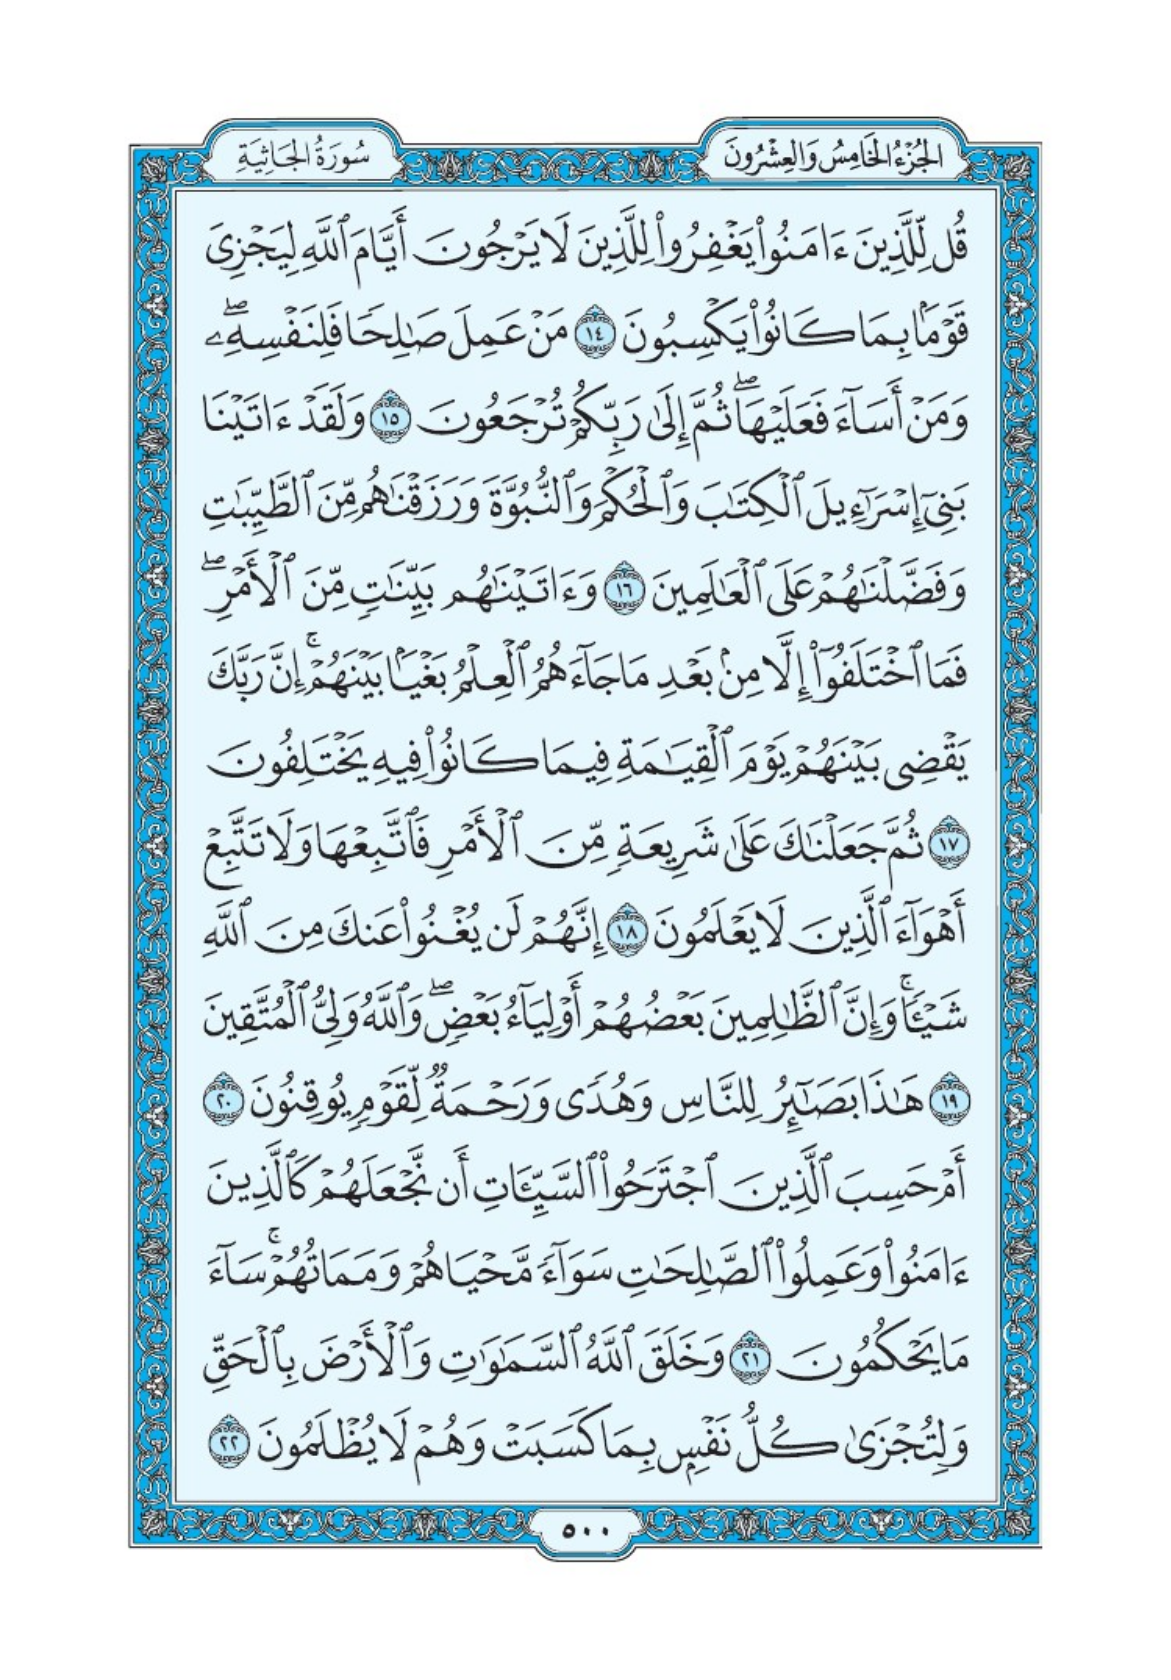 الجُزْءُ الخَامِسُ وَالعِشْرُونَ
سُورَةُ الجَاثِيَةِ
قُل لِّلَّذِينَ ءَامَنُوا۟ يَغْفِرُوا۟ لِلَّذِينَ لَا يَرْجُونَ أَيَّامَ ٱللَّهِ لِيَجْزِىَ
قَوْمًۢا بِمَا كَانُوا۟ يَكْسِبُونَ ١٤ مَنْ عَمِلَ صَـٰلِحًا فَلِنَفْسِهِۦ ۖ
وَمَنْ أَسَآءَ فَعَلَيْهَا ۖ ثُمَّ إِلَىٰ رَبِّكُمْ تُرْجَعُونَ ١٥ وَلَقَدْ ءَاتَيْنَا
بَنِىٓ إِسْرَٰٓءِيلَ ٱلْكِتَـٰبَ وَٱلْحُكْمَ وَٱلنُّبُوَّةَ وَرَزَقْنَـٰهُم مِّنَ ٱلطَّيِّبَـٰتِ
وَفَضَّلْنَـٰهُمْ عَلَى ٱلْعَـٰلَمِينَ ١٦ وَءَاتَيْنَـٰهُم بَيِّنَـٰتٍ مِّنَ ٱلْأَمْرِ ۖ
فَمَا ٱخْتَلَفُوٓا۟ إِلَّا مِنۢ بَعْدِ مَا جَآءَهُمُ ٱلْعِلْمُ بَغْيًۢا بَيْنَهُمْ ۚ إِنَّ رَبَّكَ
يَقْضِى بَيْنَهُمْ يَوْمَ ٱلْقِيَـٰمَةِ فِيمَا كَانُوا۟ فِيهِ يَخْتَلِفُونَ
١٧ ثُمَّ جَعَلْنَـٰكَ عَلَىٰ شَرِيعَةٍ مِّنَ ٱلْأَمْرِ فَٱتَّبِعْهَا وَلَا تَتَّبِعْ
أَهْوَآءَ ٱلَّذِينَ لَا يَعْلَمُونَ ١٨ إِنَّهُمْ لَن يُغْنُوا۟ عَنكَ مِنَ ٱللَّهِ
شَيْـًٔا ۚ وَإِنَّ ٱلظَّـٰلِمِينَ بَعْضُهُمْ أَوْلِيَآءُ بَعْضٍ ۖ وَٱللَّهُ وَلِىُّ ٱلْمُتَّقِينَ
١٩ هَـٰذَا بَصَـٰٓئِرُ لِلنَّاسِ وَهُدًى وَرَحْمَةٌ لِّقَوْمٍ يُوقِنُونَ ٢٠
أَمْ حَسِبَ ٱلَّذِينَ ٱجْتَرَحُوا۟ ٱلسَّيِّـَٔاتِ أَن نَّجْعَلَهُمْ كَٱلَّذِينَ
ءَامَنُوا۟ وَعَمِلُوا۟ ٱلصَّـٰلِحَـٰتِ سَوَآءً مَّحْيَاهُمْ وَمَمَاتُهُمْ ۚ سَآءَ
مَا يَحْكُمُونَ ٢١ وَخَلَقَ ٱللَّهُ ٱلسَّمَـٰوَٰتِ وَٱلْأَرْضَ بِٱلْحَقِّ
وَلِتُجْزَىٰ كُلُّ نَفْسٍۭ بِمَا كَسَبَتْ وَهُمْ لَا يُظْلَمُونَ ٢٢
٥٠٠